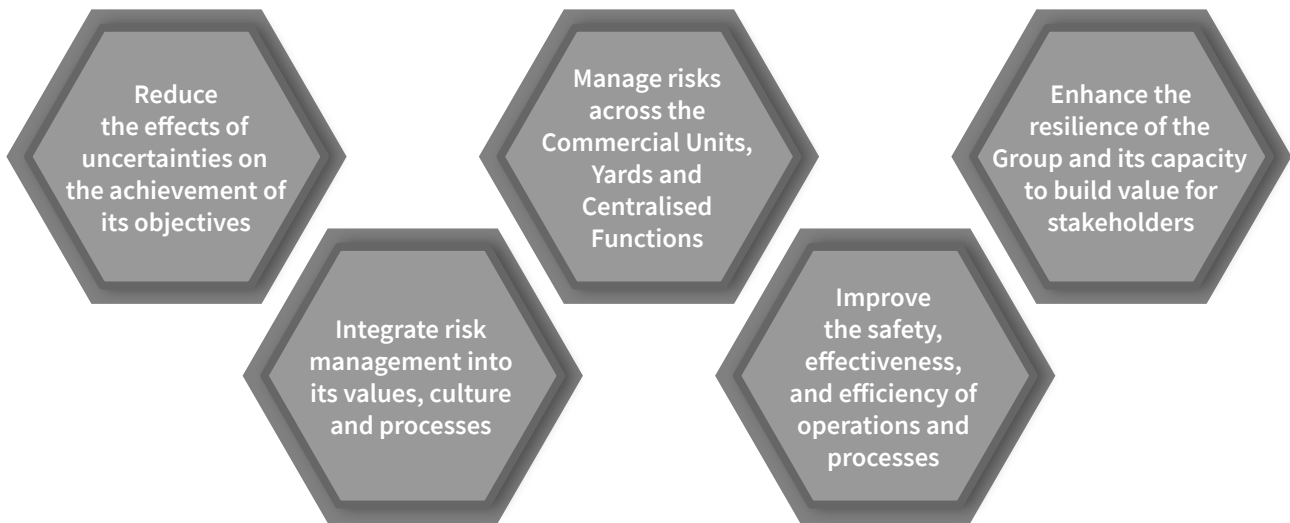 Reduce
the effects of
uncertainties on
the achievement of
its objectives
Integrate risk
management into
its values, culture
and processes
Manage risks
across the
Commercial Units,
Yards and
Centralised
Functions
Improve
the safety,
effectiveness,
and efficiency of
operations and
processes
Enhance the
resilience of the
Group and its capacity
to build value for
stakeholders